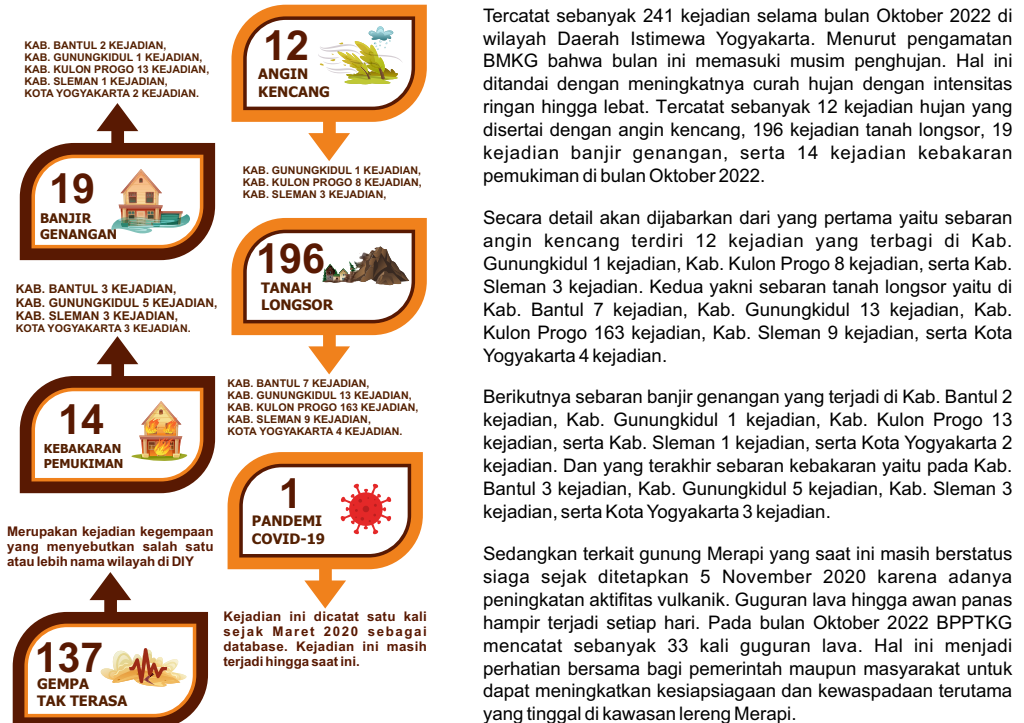 12
ANGIN
KENCANG
KAB. BANTUL 2 KEJADIAN,
KAB. GUNUNGKIDUL 1 KEJADIAN,
KAB. KULON PROGO 13 KEJADIAN,
KAB. SLEMAN 1 KEJADIAN,
KOTA YOGYAKARTA 2 KEJADIAN.
KAB. GUNUNGKIDUL 1 KEJADIAN,
KAB. KULON PROGO 8 KEJADIAN,
KAB. SLEMAN 3 KEJADIAN,
19
BANJIR
GENANGAN
196
TANAH
LONGSOR
KAB. BANTUL 3 KEJADIAN,
KAB. GUNUNGKIDUL 5 KEJADIAN,
KAB. SLEMAN 3 KEJADIAN,
KOTA YOGYAKARTA 3 KEJADIAN.
KAB. BANTUL 7 KEJADIAN,
KAB. GUNUNGKIDUL 13 KEJADIAN,
KAB. KULON PROGO 163 KEJADIAN,
KAB. SLEMAN 9 KEJADIAN,
KOTA YOGYAKARTA 4 KEJADIAN.
14
KEBAKARAN
PEMUKIMAN
1
PANDEMI
COVID-19
Merupakan kejadian kegempaan
yang menyebutkan salah satu
atau lebih nama wilayah di DIY
Kejadian ini dicatat satu kali
sejak Maret 2020 sebagai
database. Kejadian ini masih
terjadi hingga saat ini.
137
GEMPA
TAK TERASA
Tercatat sebanyak 241 kejadian selama bulan Oktober 2022 di
wilayah Daerah Istimewa Yogyakarta. Menurut pengamatan
BMKG bahwa bulan ini memasuki musim penghujan. Hal ini
ditandai dengan meningkatnya curah hujan dengan intensitas
ringan hingga lebat. Tercatat sebanyak 12 kejadian hujan yang
disertai dengan angin kencang, 196 kejadian tanah longsor, 19
kejadian banjir genangan, serta 14 kejadian kebakaran
pemukiman di bulan Oktober 2022.
Secara detail akan dijabarkan dari yang pertama yaitu sebaran
angin kencang terdiri 12 kejadian yang terbagi di Kab.
Gunungkidul 1 kejadian, Kab. Kulon Progo 8 kejadian, serta Kab.
Sleman 3 kejadian. Kedua yakni sebaran tanah longsor yaitu di
Kab. Bantul 7 kejadian, Kab. Gunungkidul 13 kejadian, Kab.
Kulon Progo 163 kejadian, Kab. Sleman 9 kejadian, serta Kota
Yogyakarta 4 kejadian.
Berikutnya sebaran banjir genangan yang terjadi di Kab. Bantul 2
kejadian, Kab. Gunungkidul 1 kejadian, Kab. Kulon Progo 13
kejadian, serta Kab. Sleman 1 kejadian, serta Kota Yogyakarta 2
kejadian. Dan yang terakhir sebaran kebakaran yaitu pada Kab.
Bantul 3 kejadian, Kab. Gunungkidul 5 kejadian, Kab. Sleman 3
kejadian, serta Kota Yogyakarta 3 kejadian.
Sedangkan terkait gunung Merapi yang saat ini masih berstatus
siaga sejak ditetapkan 5 November 2020 karena adanya
peningkatan aktifitas vulkanik. Guguran lava hingga awan panas
hampir terjadi setiap hari. Pada bulan Oktober 2022 BPPTKG
mencatat sebanyak 33 kali guguran lava. Hal ini menjadi
perhatian bersama bagi pemerintah maupun masyarakat untuk
dapat meningkatkan kesiapsiagaan dan kewaspadaan terutama
yang tinggal di kawasan lereng Merapi.